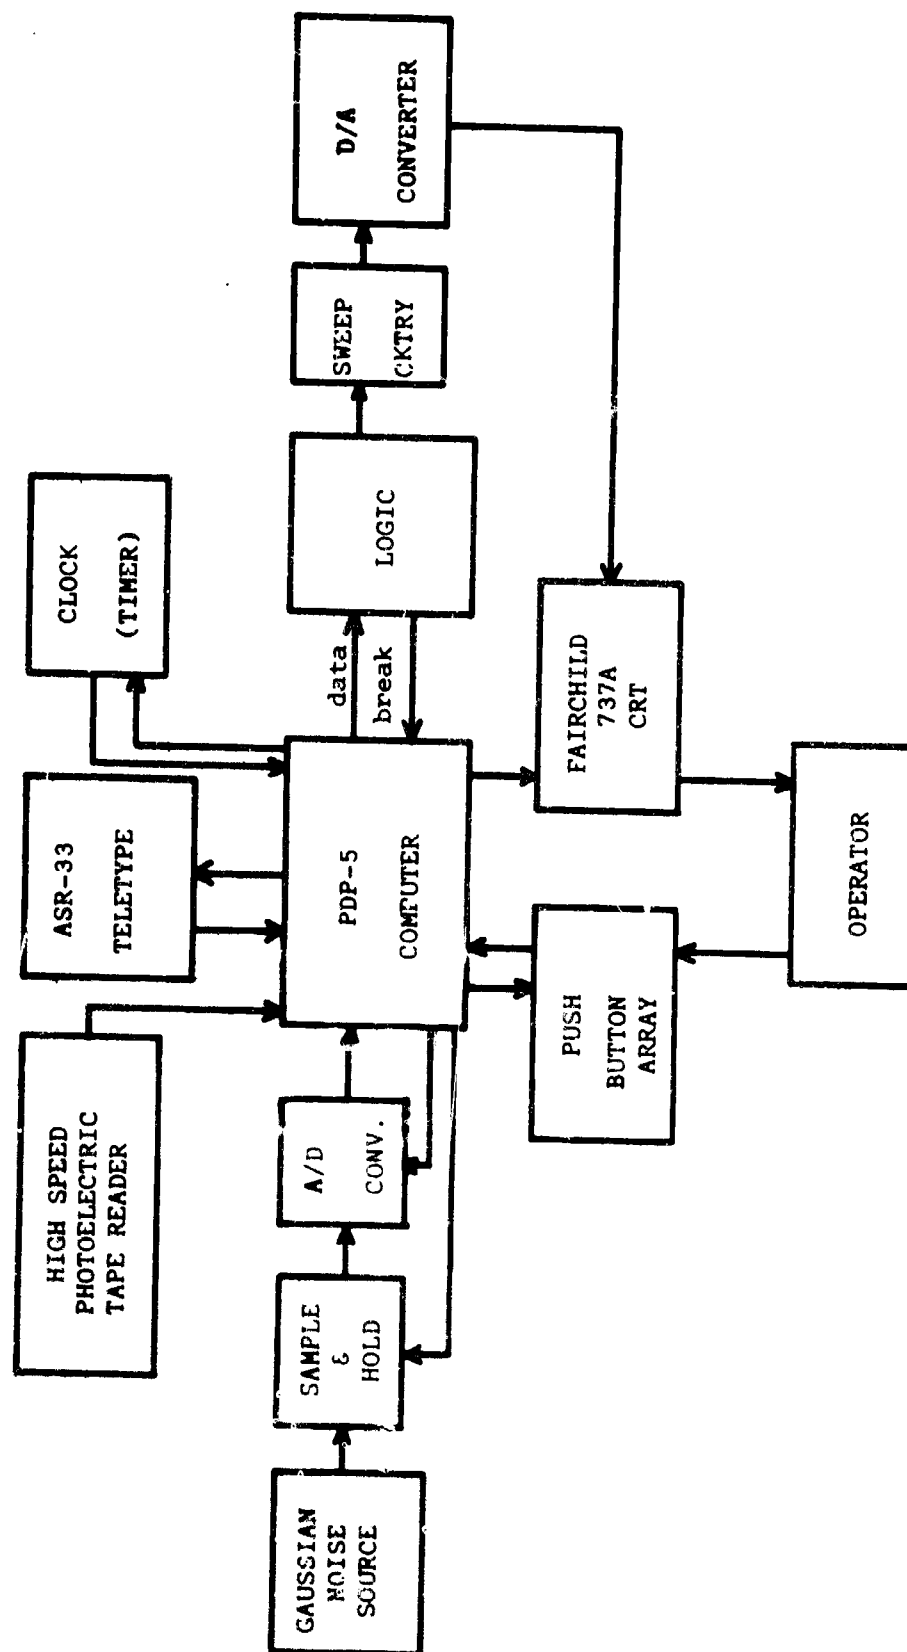 HIGH SPEED
PHOTOELECTRIC
TAPE READER
ASR-33
TELETYPE
CLOCK
(TIMER)
GAUSSIAN
NOISE
SOURCE
SAMPLE
&
HOLD
A/D
CONV.
PDP-5
COMPUTER
data
break
LOGIC
SWEEP
CKTRY
D/A
CONVERTER
PUSH
BUTTON
ARRAY
FAIRCHILD
737A
CRT
OPERATOR